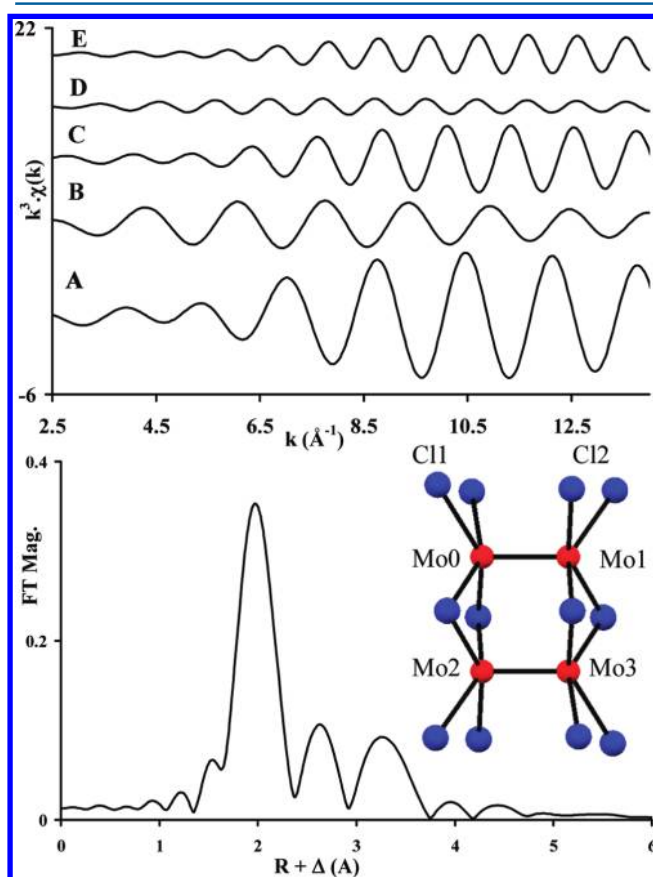 22
E
D
C
B
A
k³.χ(k)
-6
2.5 4.5 6.5 8.5 10.5 12.5
k (Å⁻¹)
0.4
Cl1 Cl2
Mo0 Mo1
FT Mag.
0.2
Mo2 Mo3
0
0 1 2 3 4 5 6
R + Δ (A)